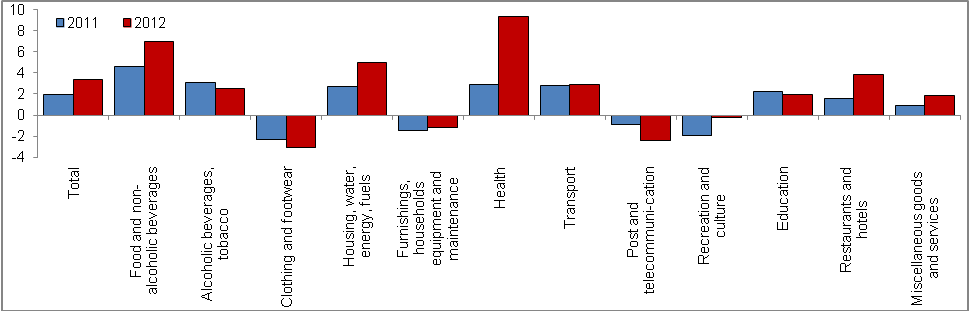 10
8
6
4
2
0
-2
-4
2011 2012
Total
Food and non-
alcoholic beverages
Alcoholic beverages,
tobacco
Clothing and footwear
Housing, water,
energy, fuels
Furnishings,
households
equipment and
maintenance
Health
Transport
Post and
telecommuni-cation
Recreation and
culture
Education
Restaurants and
hotels
Miscellaneous goods
and services